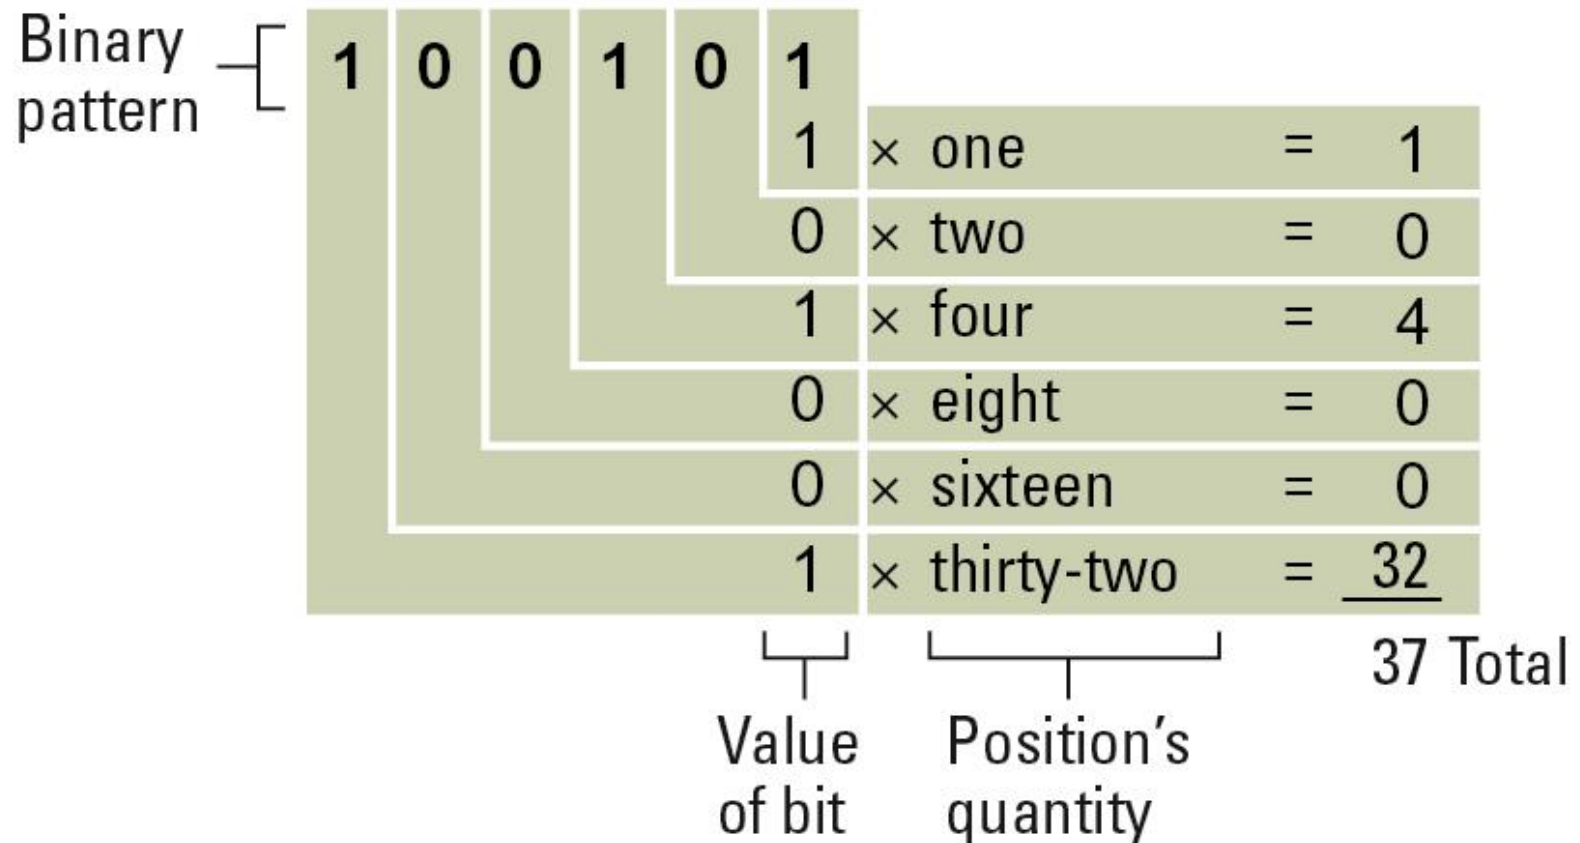 Binary
pattern
1 0 0 1 0 1
1 × one = 1
0 × two = 0
1 × four = 4
0 × eight = 0
0 × sixteen = 0
1 × thirty-two = 32
37 Total
Value
of bit
Position’s
quantity